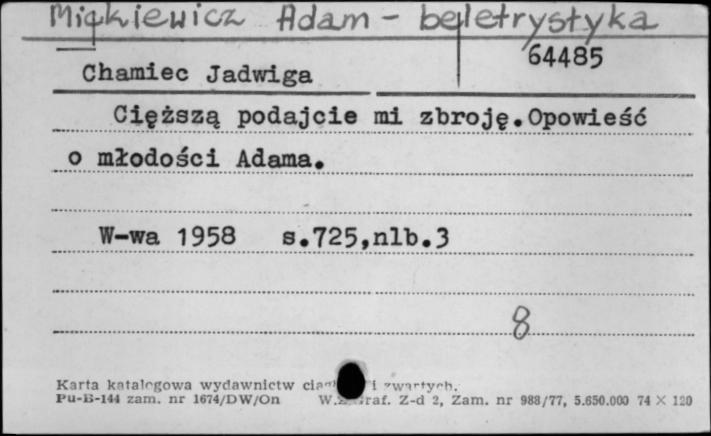 Mickiewicz Adam - beletrystyka
64485
Chamiec Jadwiga
Cięższą podajcie mi zbroję.Opowieść
o młodości Adama.
W-wa 1958 s.725,nlb.3
8
Karta katalogowa wydawnictw i zwartych.
Pu-B-144 zam. nr 1674/DW/On Z-d 2, Zam. nr 988/77, 5.650.000 74 × 120